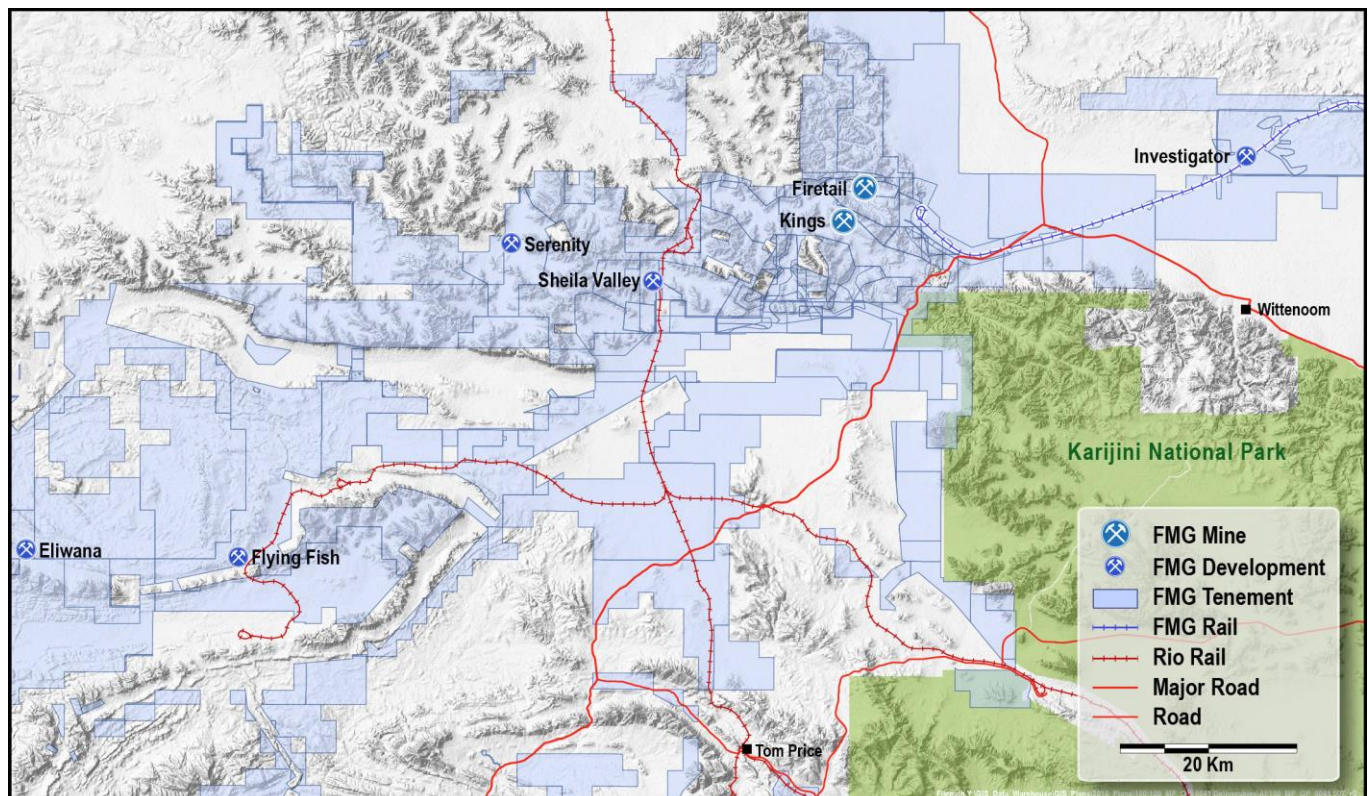 Investigator
Firetail
Kings
Serenity
Sheila Valley
Wittenoom
Karijini National Park
Eliwana
Flying Fish
Tom Price
FMG Mine
FMG Development
FMG Tenement
FMG Rail
Rio Rail
Major Road
Road
20 Km